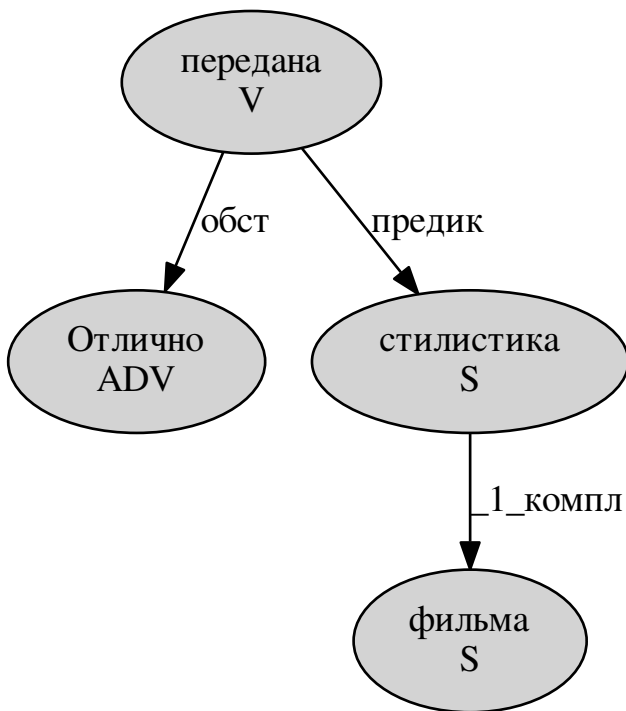 передана
V
обст
предик
Отлично
ADV
стилистика
S
_1_компл
фильма
S